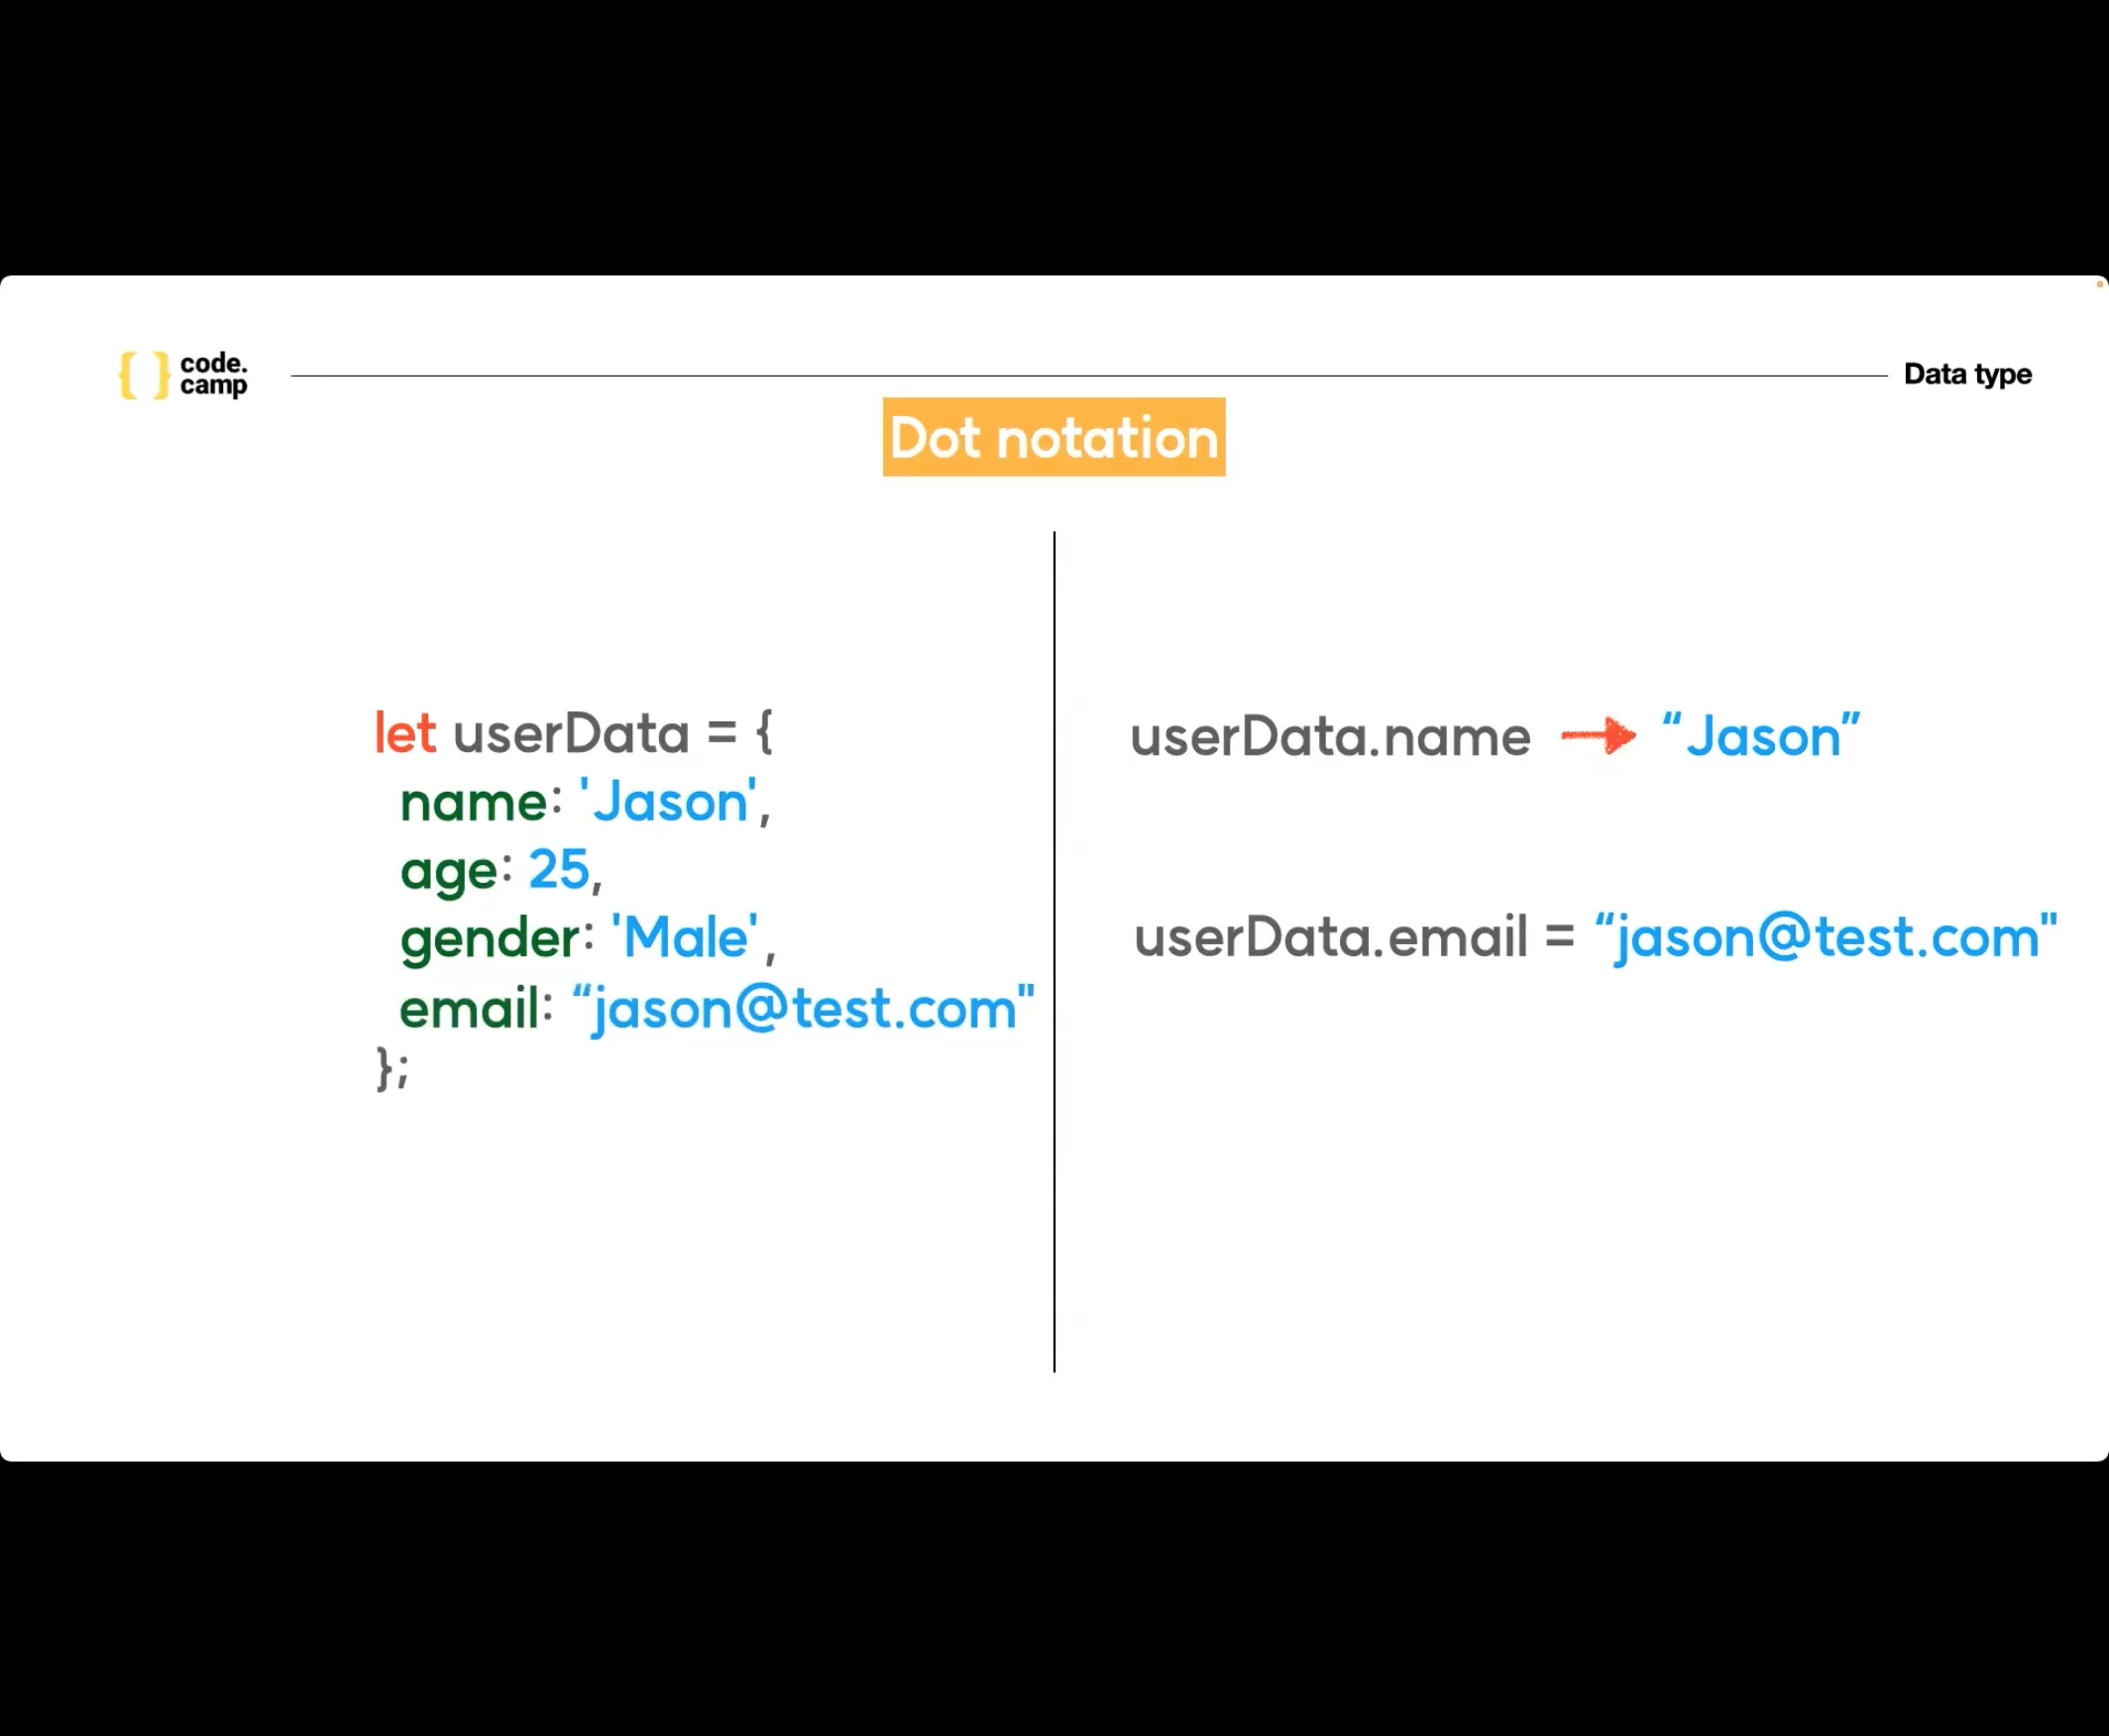 code.
camp
Data type
Dot notation
let userData = {
name: 'Jason',
age: 25,
gender: 'Male',
email: “jason@test.com"
};
userData.name → “Jason”
userData.email = “jason@test.com"